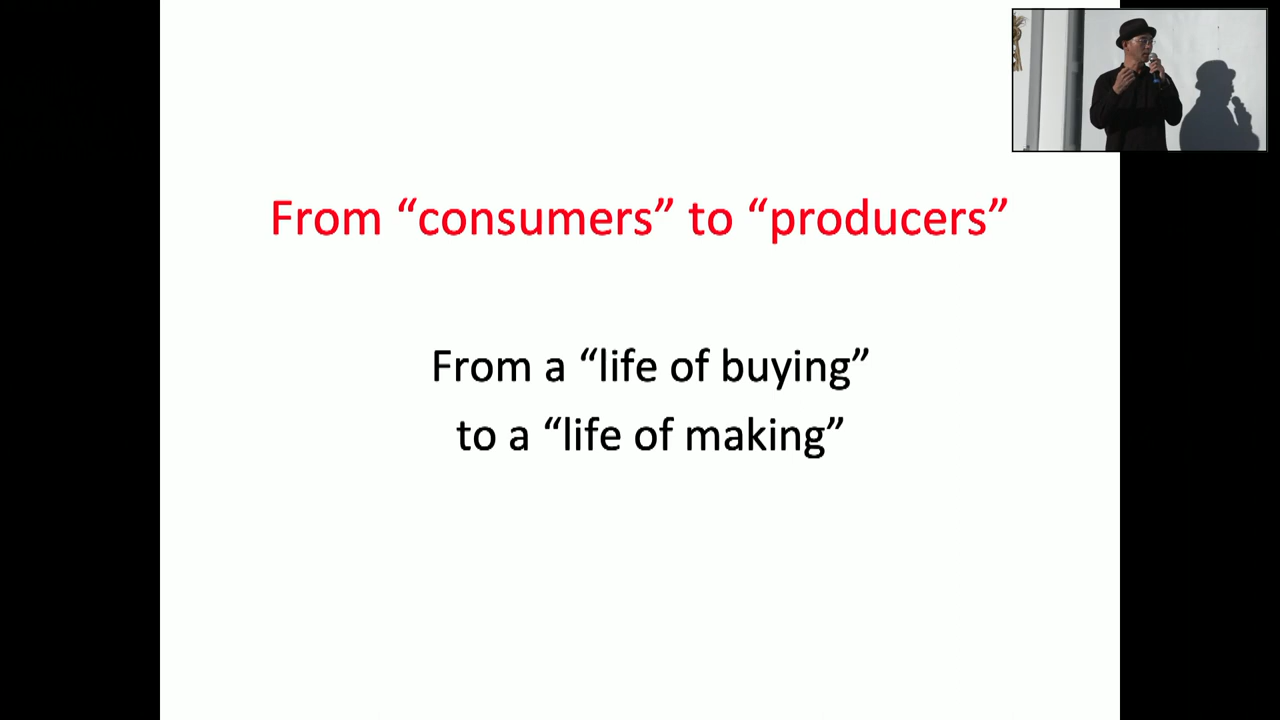 From “consumers” to “producers”
From a “life of buying”
to a “life of making”